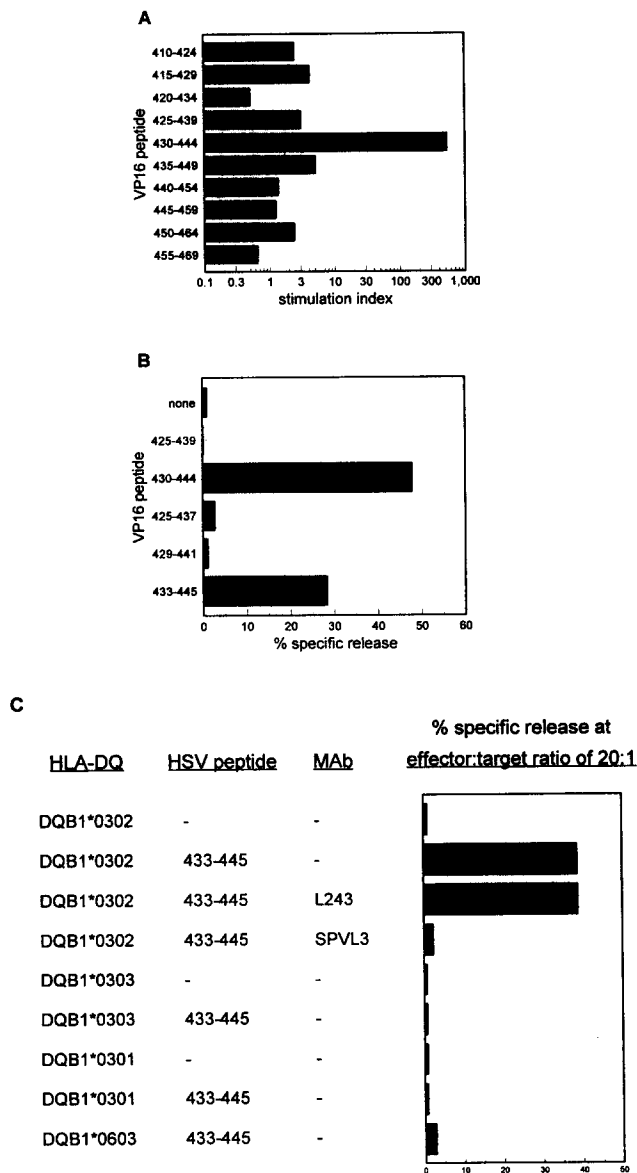 A
VP16 peptide
410-424
415-429
420-434
425-439
430-444
435-449
440-454
445-459
450-464
455-469
0.1 0.3 1 3 10 30 100 300 1,000
stimulation index
B
VP16 peptide
none
425-439
430-444
425-437
429-441
433-445
0 10 20 30 40 50 60
% specific release
C
% specific release at
HLA-DQ HSV peptide MAb effector:target ratio of 20:1
DQB1*0302 - -
DQB1*0302 433-445 -
DQB1*0302 433-445 L243
DQB1*0302 433-445 SPVL3
DQB1*0303 - -
DQB1*0303 433-445 -
DQB1*0301 - -
DQB1*0301 433-445 -
DQB1*0603 433-445 -
0 10 20 30 40 50